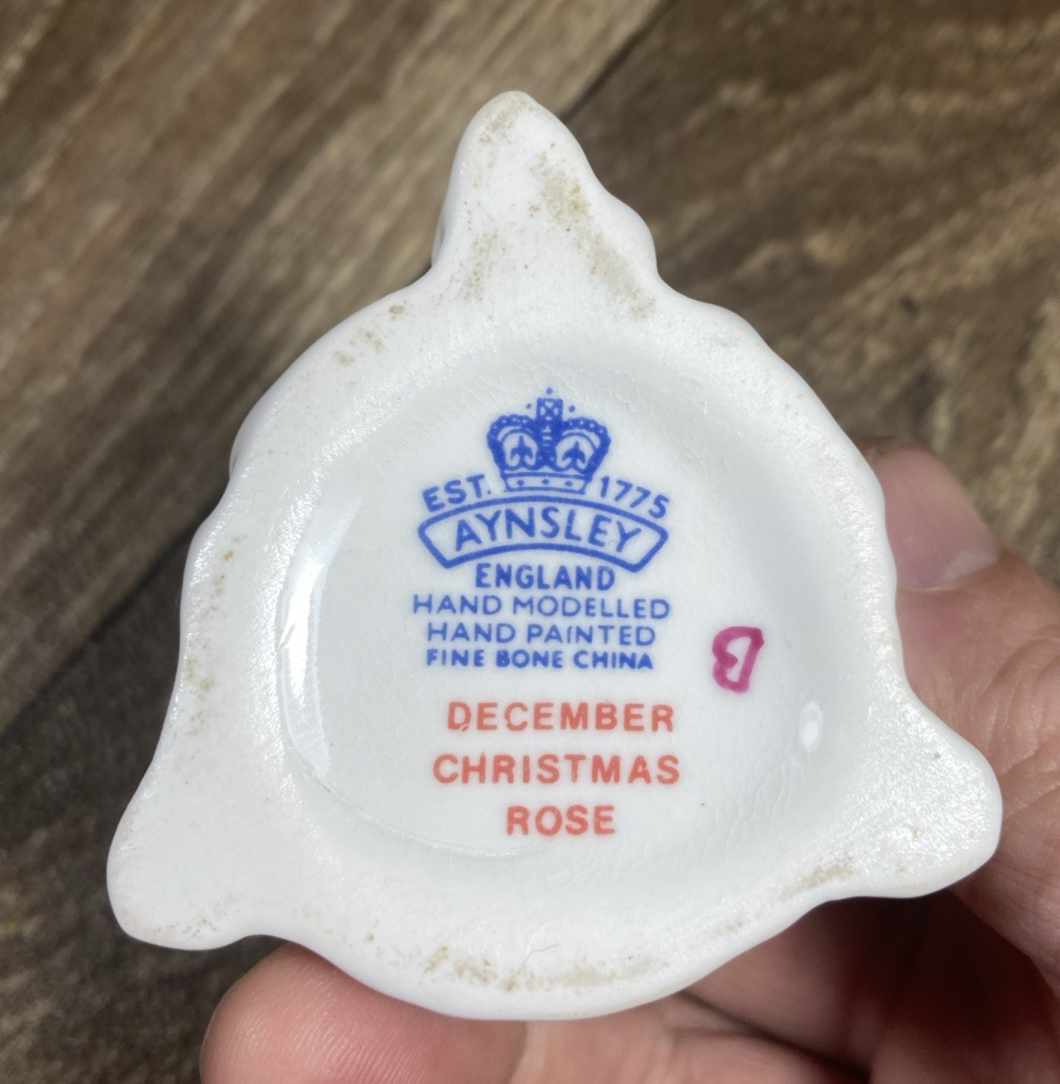 EST. 1775
AYNSLEY
ENGLAND
HAND MODELLED
HAND PAINTED
FINE BONE CHINA
B
DECEMBER
CHRISTMAS
ROSE